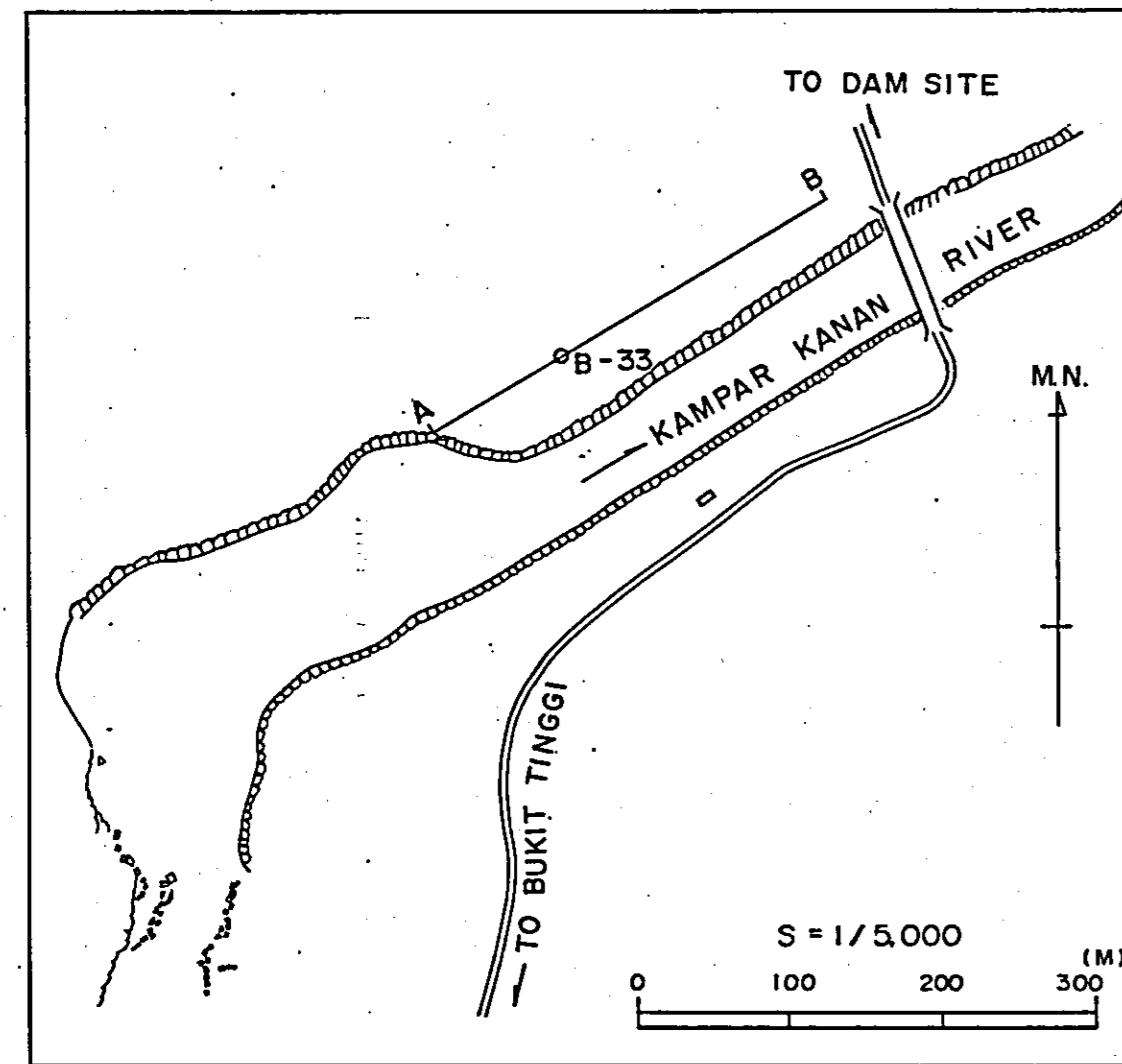 TO DAM SITE
B
RIVER
KAMPAR KANAN
B-33
A
M.N.
TO BUKIT TINGGI
S = 1/5,000
(M)
0 100 200 300